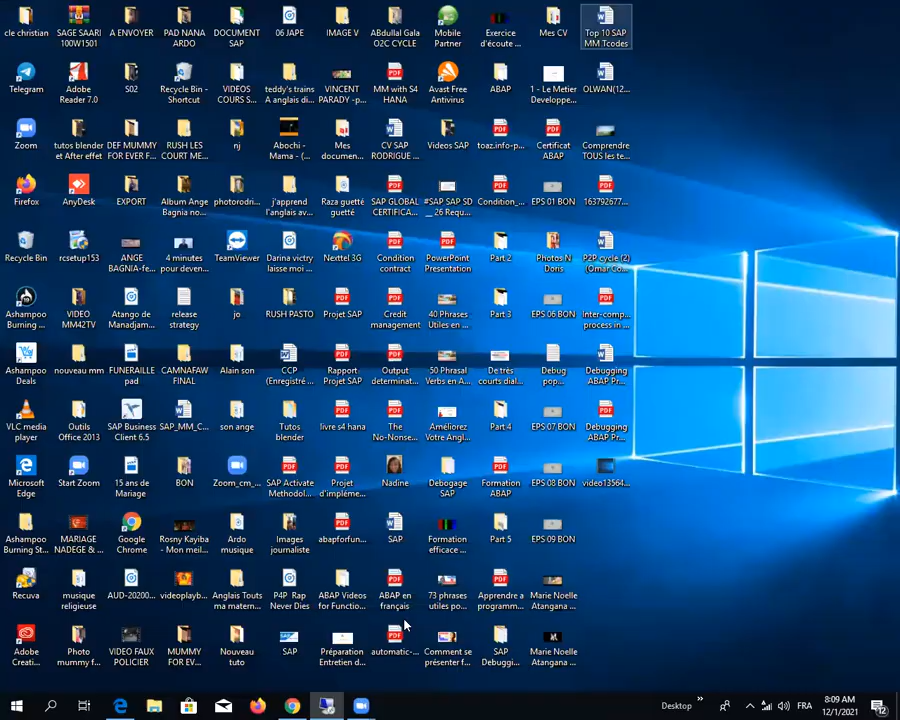 cle christian
SAGE SAARI
100W1501
A ENVOYER
PAD NANA
ARDO
DOCUMENT
SAP
06 JAPE
IMAGE V
ABdullal Gala
O2C CYCLE
Mobile
Partner
Exercice
d'écoute ...
Mes CV
Top 10 SAP
MM Tcodes
Telegram
Adobe
Reader 7.0
S02
Recycle Bin -
Shortcut
VIDEOS
COURS S...
teddy's trains
A anglais di...
VINCENT
PARADY -p...
MM with S4
HANA
Avast Free
Antivirus
ABAP
1 - Le Metier
Developpe...
OLWAN(12...
Zoom
tutos blender
et After effet
DEF MUMMY
FOR EVER F...
RUSH LES
COURT ME...
nj
Abochi -
Mama - (...
Mes
documen...
CV SAP
RODRIGUE ...
Videos SAP
toaz.info-p...
Certificat
ABAP
Comprendre
TOUS les te...
Firefox
AnyDesk
EXPORT
Album Ange
Bagnia no...
photorodri...
j'apprend
l'anglais av...
Raza guetté
guetté
SAP GLOBAL
CERTIFICA...
#SAP SAP SD
__ 26 Requ...
Condition_...
EPS 01 BON
163792677...
Recycle Bin
rcsetup153
ANGE
BAGNIA-fe...
4 minutes
pour deven...
TeamViewer
Darina victry
laisse moi ...
Nexttel 3G
Condition
contract
PowerPoint
Presentation
Part 2
Photos N
Dons
P2P cycle (2)
(Omar Co...
Ashampoo
Burning ...
VIDEO
MM42TV
Atango de
Manadjam...
release
strategy
jo
RUSH PASTO
Projet SAP
Credit
management
40 Phrases
Utiles en ...
Part 3
EPS 06 BON
Inter-comp...
process in ...
Ashampoo
Deals
nouveau mm
FUNERAILLE
pad
CAMNAFAW
FINAL
Alain son
CCP
(Enregistré ...
Rapport
Projet SAP
Output
determinat...
50 Phrasal
Verbs en A...
De très
courts dial...
Debug
pop...
Debugging
ABAP Pr...
VLC media
player
Outils
Office 2013
SAP Business
Client 6.5
SAP_MM_C...
son ange
Tutos
blender
livre s4 hana
The
No-Nonse...
Améliorez
Votre Angl...
Part 4
EPS 07 BON
Debugging
ABAP Pr...
Microsoft
Edge
Start Zoom
15 ans de
Mariage
BON
Zoom_cm_...
SAP Activate
Methodol...
Projet
d'impléme...
Nadine
Debogage
SAP
Formation
ABAP
EPS 08 BON
video13564...
Ashampoo
Burning St...
MARIAGE
NADEGE &...
Google
Chrome
Rosny Kayiba
- Mon meil...
Ardo
musique
Images
journaliste
abapforfun...
SAP
Formation
efficace ...
Part 5
EPS 09 BON
Recuva
musique
religieuse
AUD-20200...
videoplayb...
Anglais Touts
ma matern...
P4P Rap
Never Dies
ABAP Videos
for Functio...
ABAP en
français
73 phrases
utiles po...
Apprendre a
programm...
Marie Noelle
Atangana ...
Adobe
Creati...
Photo
mummy f...
VIDEO FAUX
POLICIER
MUMMY
FOR EV...
Nouveau
tuto
SAP
Préparation
Entretien d...
automatic-...
Comment se
présenter f...
SAP
Debuggi...
Marie Noelle
Atangana ...
Desktop
FRA
8:09 AM
12/1/2021
12